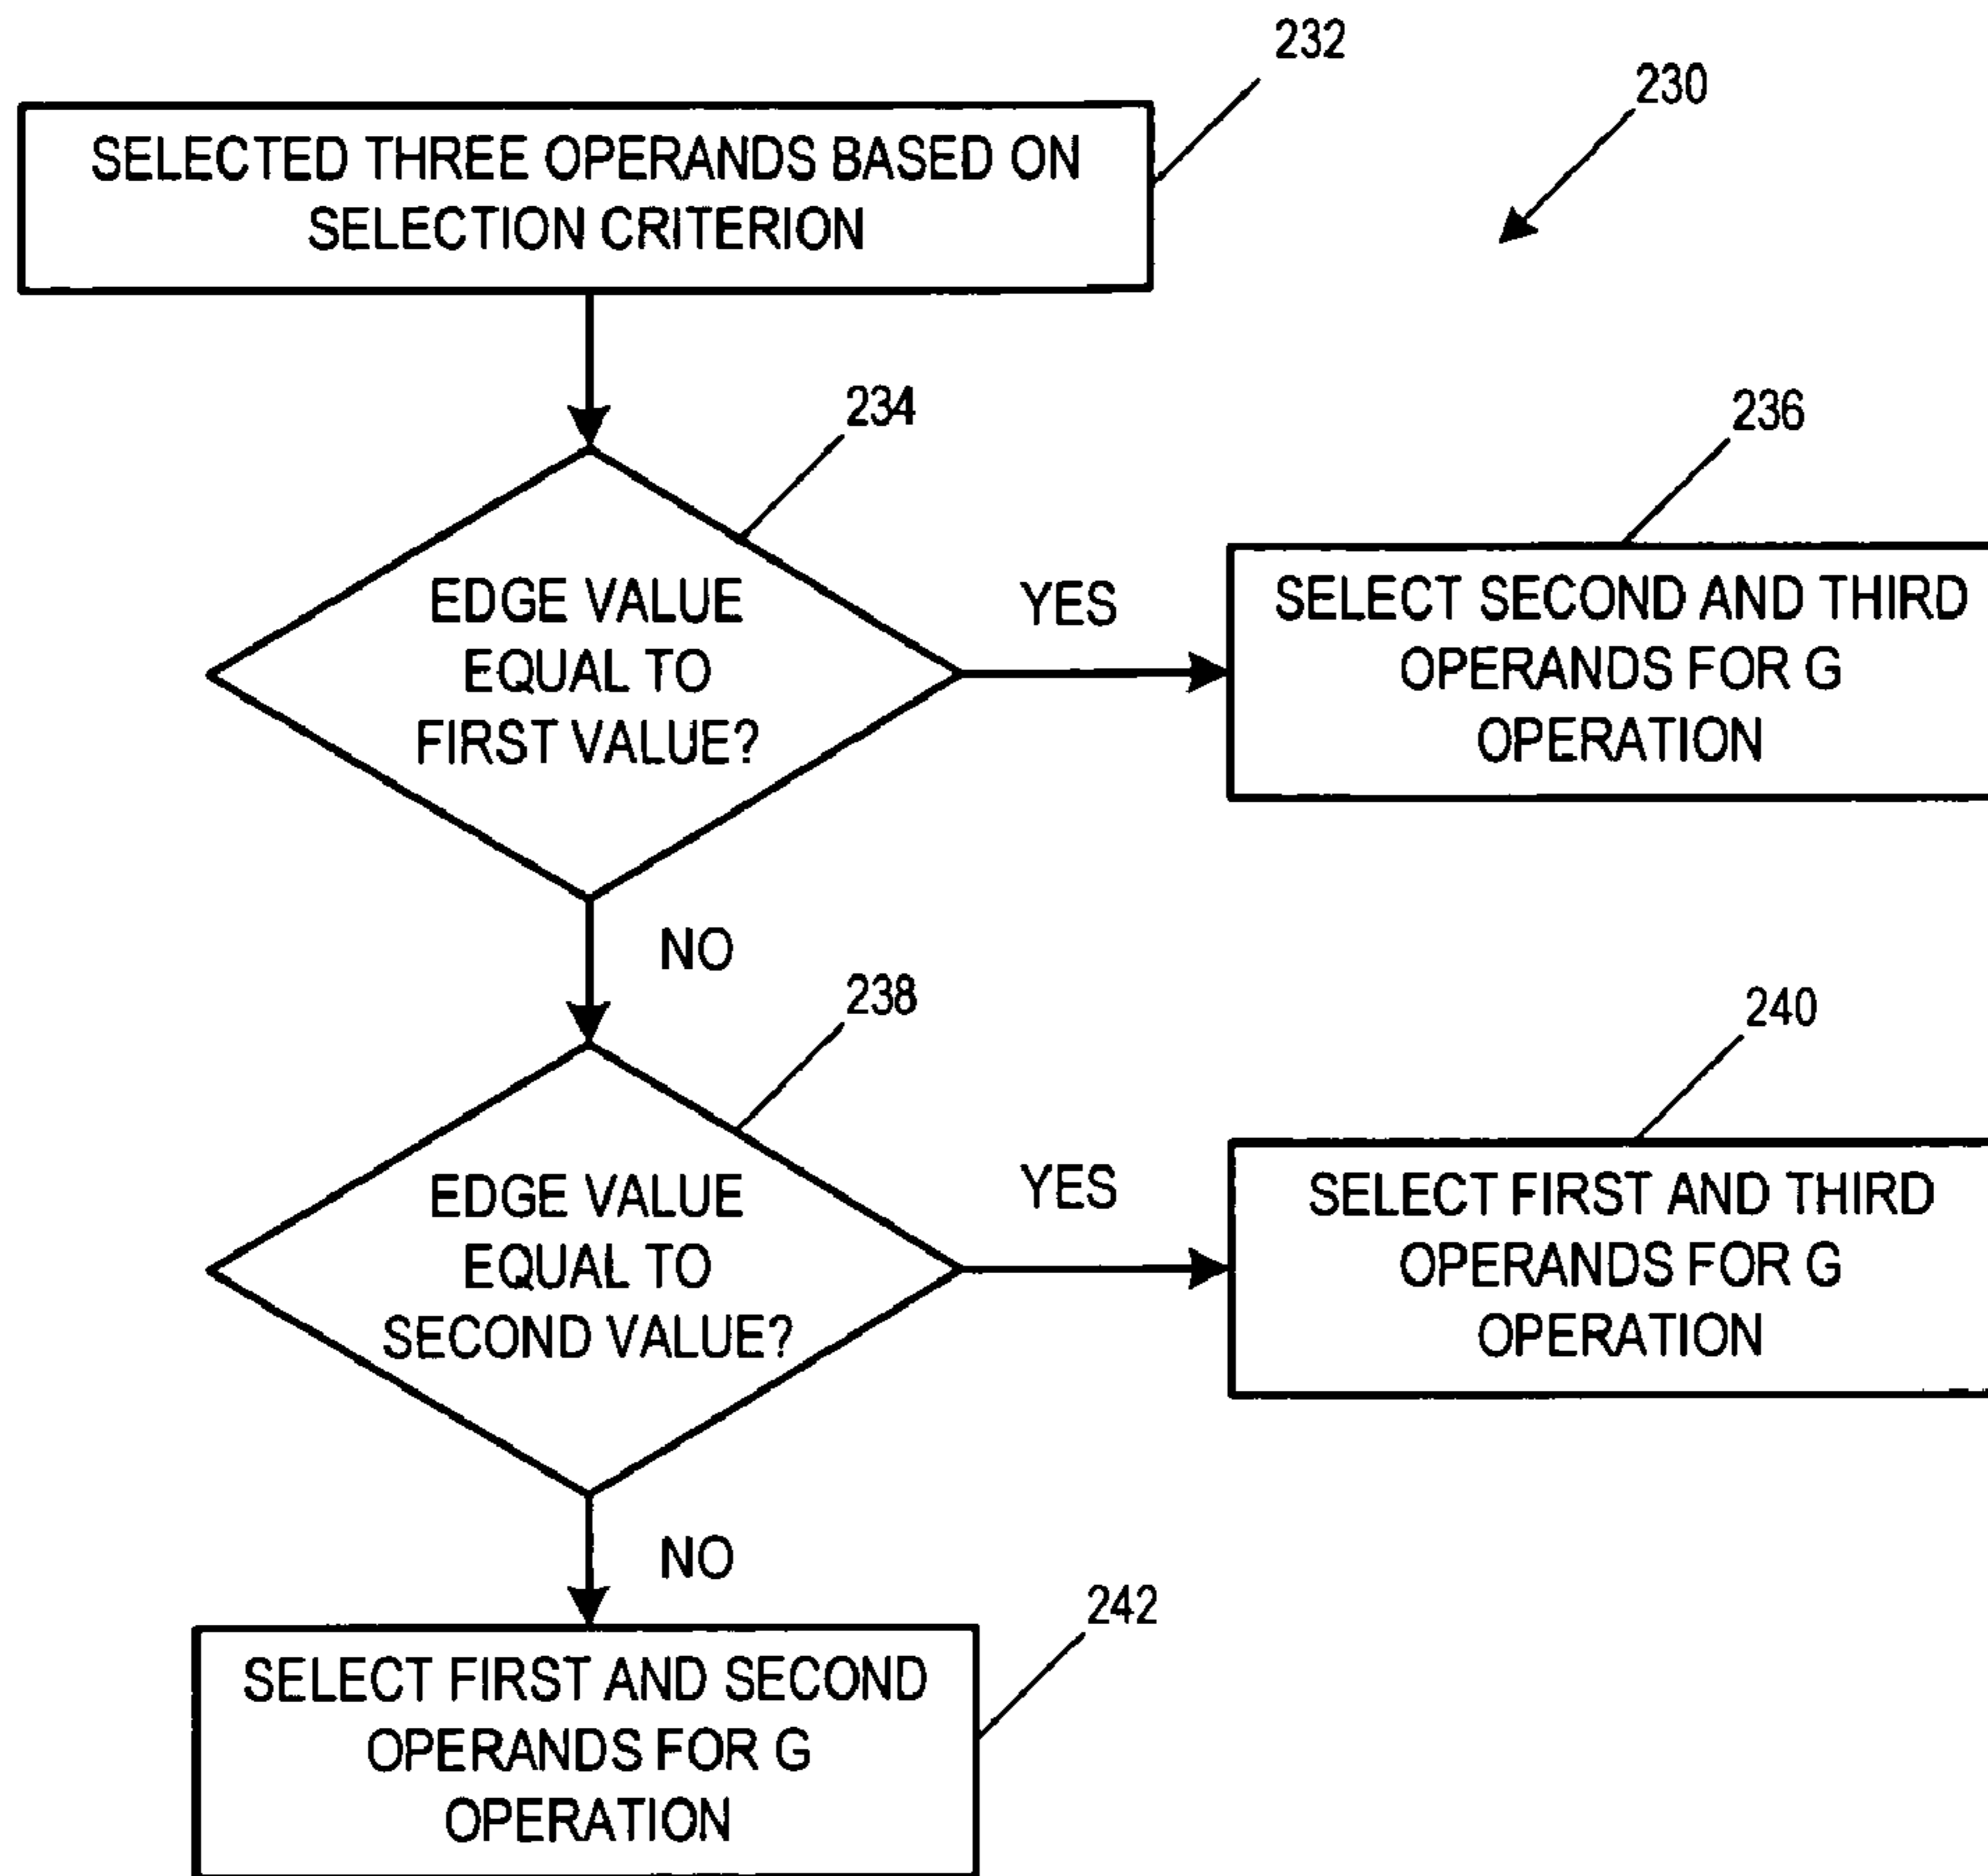 232
230
SELECTED THREE OPERANDS BASED ON
SELECTION CRITERION
234
236
EDGE VALUE
EQUAL TO
FIRST VALUE?
YES
SELECT SECOND AND THIRD
OPERANDS FOR G
OPERATION
NO
238
240
EDGE VALUE
EQUAL TO
SECOND VALUE?
YES
SELECT FIRST AND THIRD
OPERANDS FOR G
OPERATION
NO
242
SELECT FIRST AND SECOND
OPERANDS FOR G
OPERATION